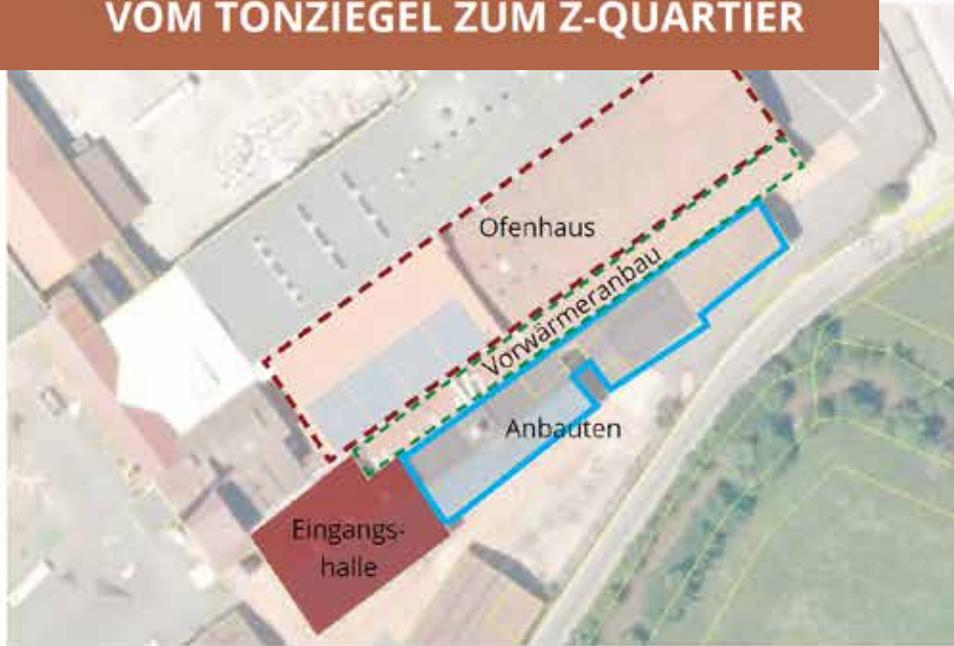 VOM TONZIEGEL ZUM Z-QUARTIER
Ofenhaus
Vorwärmeranbau
Anbauten
Eingangs-
halle